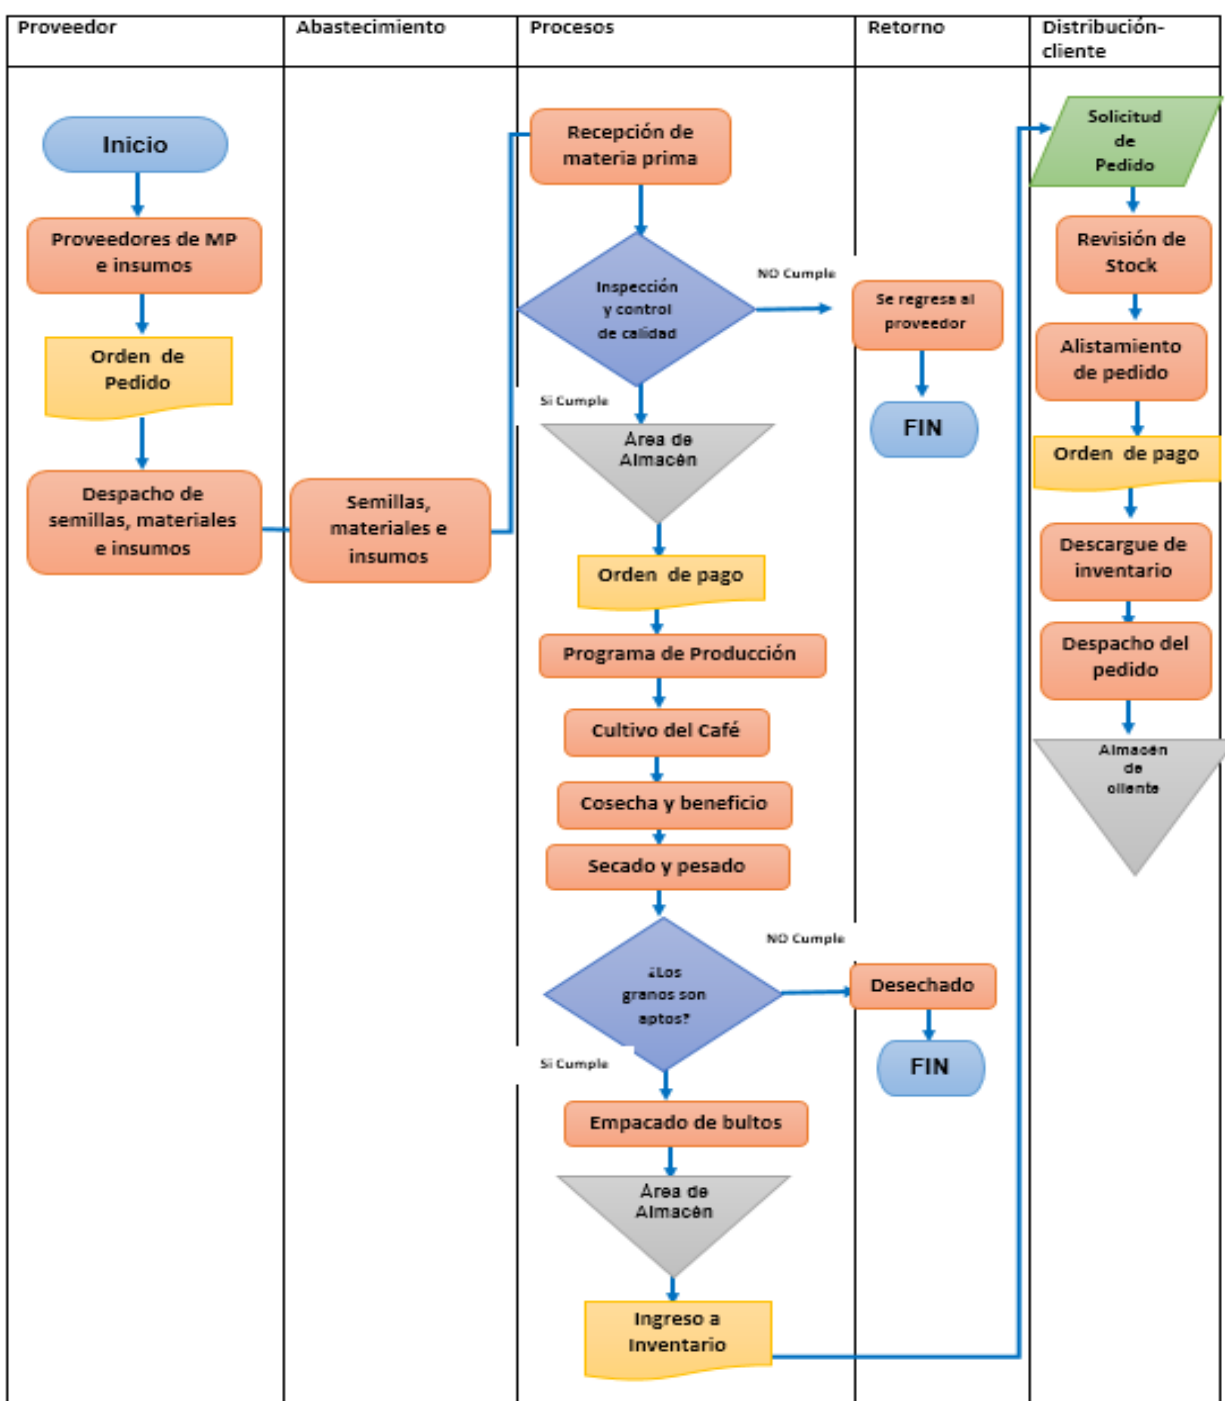 Proveedor
Abastecimiento
Procesos
Retorno
Distribución-
cliente
Inicio
Proveedores de MP
e insumos
Orden de
Pedido
Despacho de
semillas, materiales
e insumos
Semillas,
materiales e
insumos
Recepción de
materia prima
Inspección
y control
de calidad
NO Cumple
Se regresa al
proveedor
FIN
Si Cumple
Area de
Almacén
Orden de pago
Programa de Producción
Cultivo del Café
Cosecha y beneficio
Secado y pesado
¿Los
granos son
aptos?
NO Cumple
Desechado
FIN
Si Cumple
Empacado de bultos
Area de
Almacén
Ingreso a
Inventario
Solicitud
de
Pedido
Revisión de
Stock
Alistamiento
de pedido
Orden de pago
Descargue de
inventario
Despacho del
pedido
Almacén
de
cliente